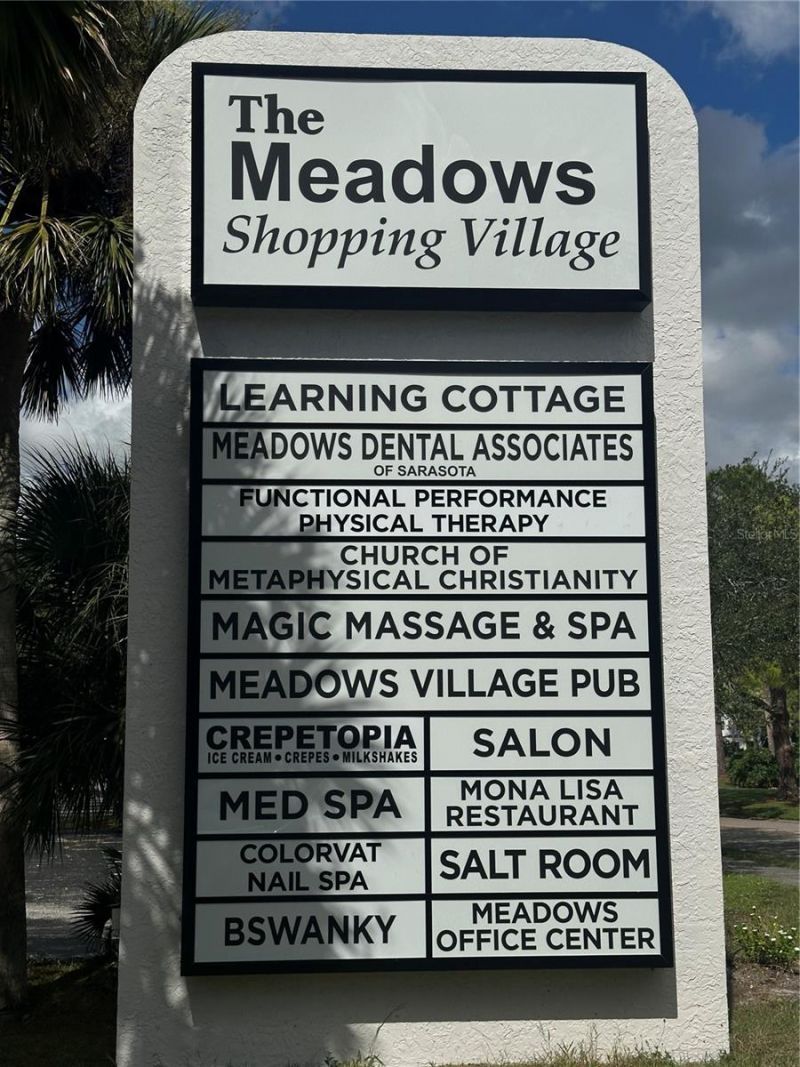 The
Meadows
Shopping Village
LEARNING COTTAGE
MEADOWS DENTAL ASSOCIATES
OF SARASOTA
FUNCTIONAL PERFORMANCE
PHYSICAL THERAPY
CHURCH OF
METAPHYSICAL CHRISTIANITY
MAGIC MASSAGE & SPA
MEADOWS VILLAGE PUB
CREPETOPIA
ICE CREAM • CREPES • MILKSHAKES
SALON
MED SPA
MONA LISA
RESTAURANT
COLORVAT
NAIL SPA
SALT ROOM
BSWANKY
MEADOWS
OFFICE CENTER
StellarMLS